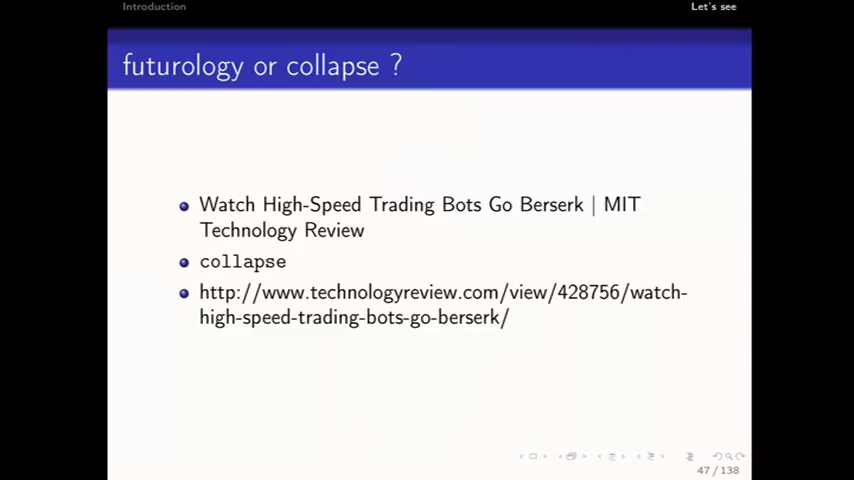 Introduction
Let's see
futurology or collapse ?
Watch High-Speed Trading Bots Go Berserk | MIT
Technology Review
collapse
http://www.technologyreview.com/view/428756/watch-
high-speed-trading-bots-go-berserk/
47 / 138